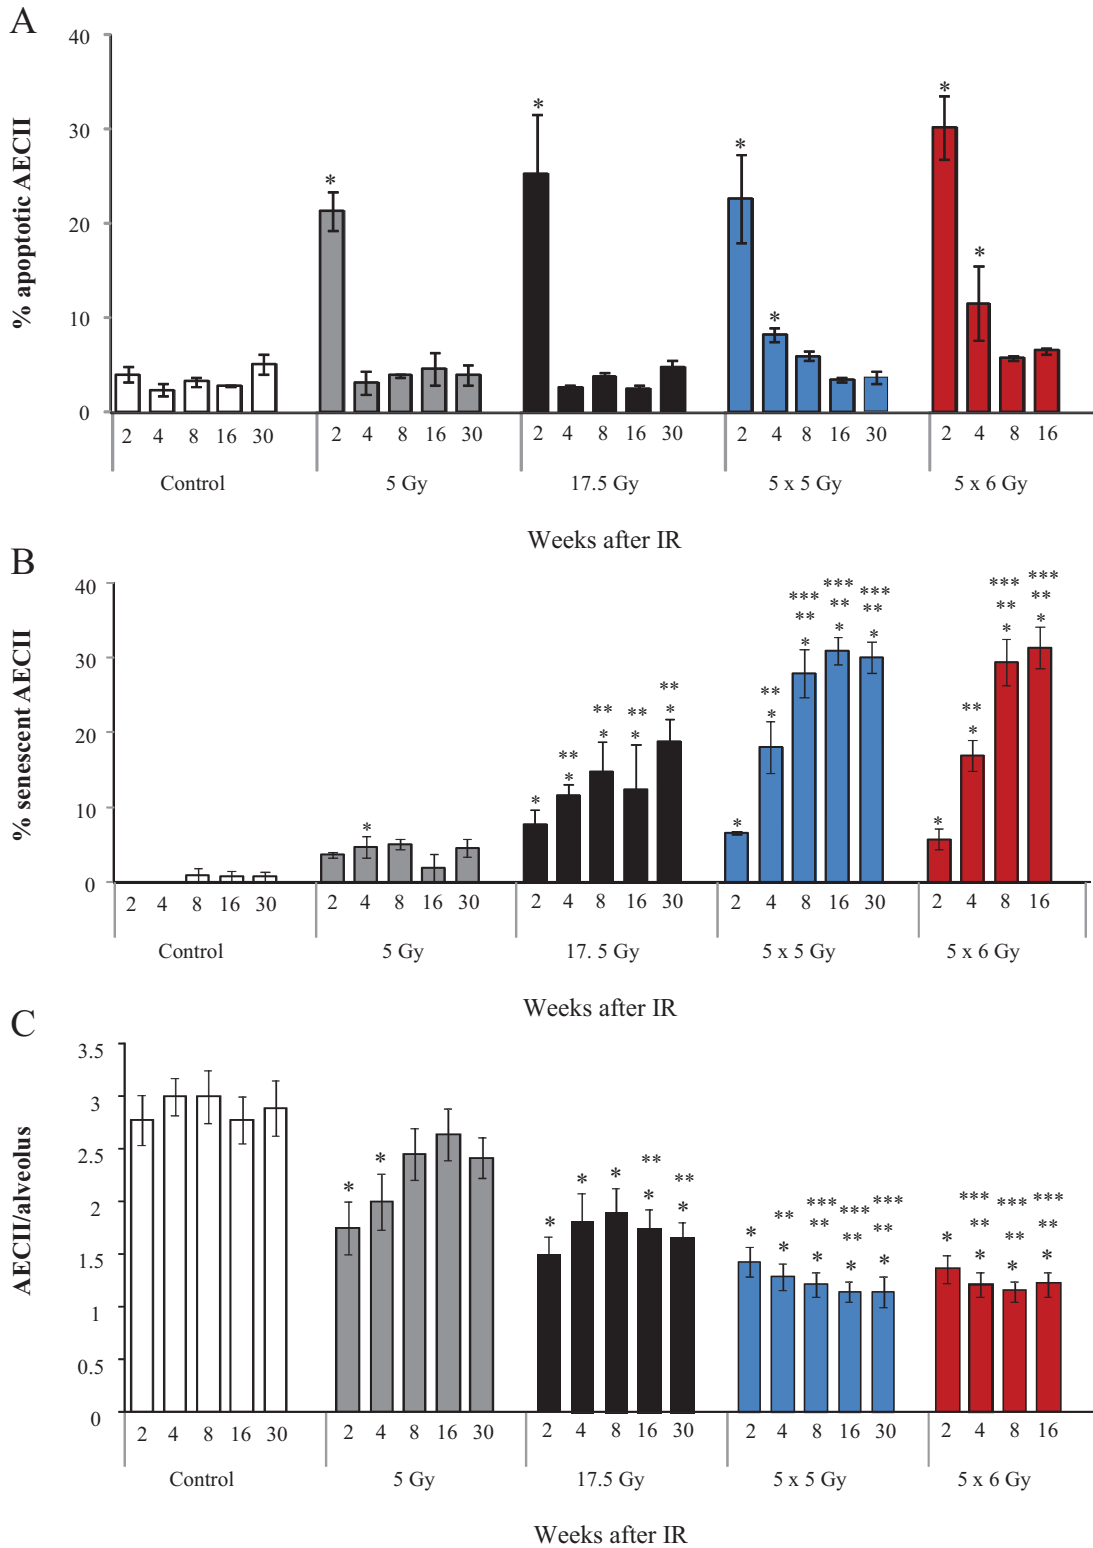 A
40
30
20
10
0
% apoptotic AECII
* * * * * *
2 4 8 16 30 2 4 8 16 30 2 4 8 16 30 2 4 8 16 30 2 4 8 16
Control 5 Gy 17.5 Gy 5 x 5 Gy 5 x 6 Gy
Weeks after IR
B
40
30
20
10
0
% senescent AECII
*** *** *** *** ***
** ** ** ** ** ** ** ** ** ** **
* * * * * * * * * * * * * * *
2 4 8 16 30 2 4 8 16 30 2 4 8 16 30 2 4 8 16 30 2 4 8 16
Control 5 Gy 17. 5 Gy 5 x 5 Gy 5 x 6 Gy
Weeks after IR
C
3.5
3
2.5
2
1.5
1
0.5
0
AECII/alveolus
*** *** *** *** *** ***
** ** ** ** ** ** ** ** **
* * * * * * * * * * * * * * * *
2 4 8 16 30 2 4 8 16 30 2 4 8 16 30 2 4 8 16 30 2 4 8 16
Control 5 Gy 17.5 Gy 5 x 5 Gy 5 x 6 Gy
Weeks after IR